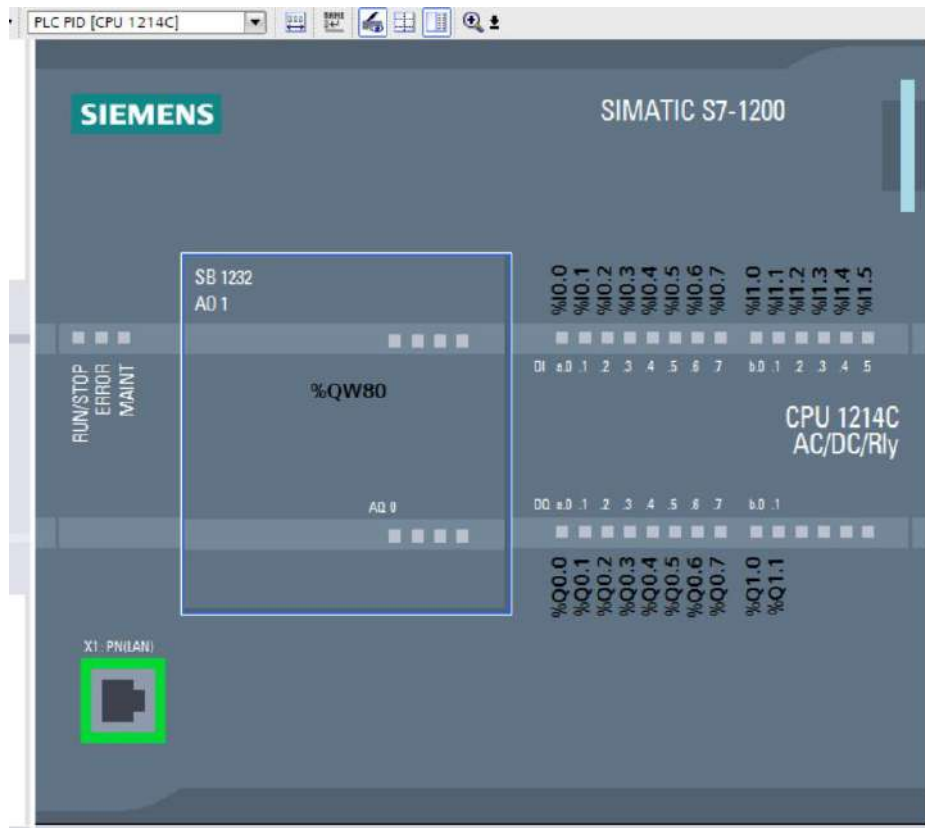 PLC PID [CPU 1214C]
SIEMENS
SIMATIC S7-1200
SB 1232
AO 1
%I0.0 %I0.1 %I0.2 %I0.3 %I0.4 %I0.5 %I0.6 %I0.7 %I1.0 %I1.1 %I1.2 %I1.3 %I1.4 %I1.5
DI a.0 .1 .2 .3 .4 .5 .6 .7 b.0 .1 .2 .3 .4 .5
RUN/STOP
ERROR
MAINT
%QW80
CPU 1214C
AC/DC/Rly
AQ 0
DQ a.0 .1 .2 .3 .4 .5 .6 .7 b.0 .1
%Q0.0 %Q0.1 %Q0.2 %Q0.3 %Q0.4 %Q0.5 %Q0.6 %Q0.7 %Q1.0 %Q1.1
X1: PN(LAN)